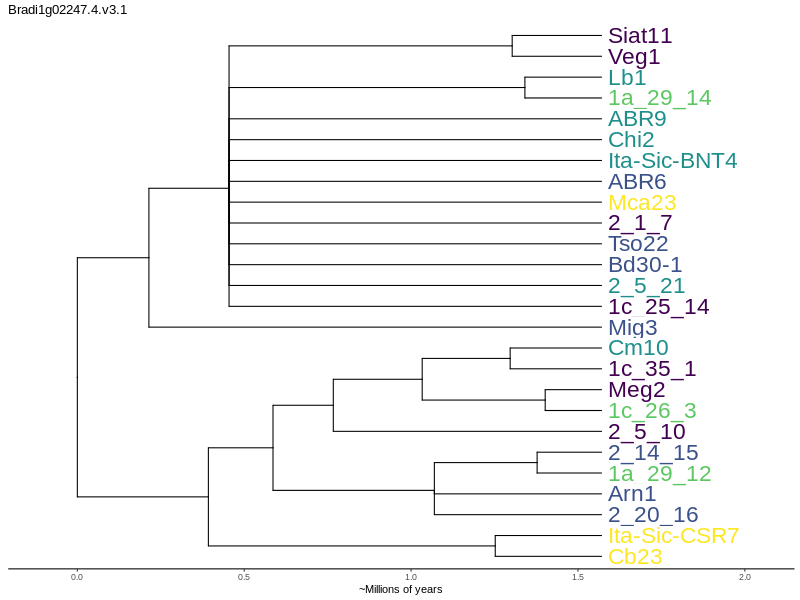 Bradi1g02247.4.v3.1
Siat11
Veg1
Lb1
1a_29_14
ABR9
Chi2
Ita-Sic-BNT4
ABR6
Mca23
2_1_7
Tso22
Bd30-1
2_5_21
1c_25_14
Mig3
Cm10
1c_35_1
Meg2
1c_26_3
2_5_10
2_14_15
1a_29_12
Arn1
2_20_16
Ita-Sic-CSR7
Cb23
0.0 0.5 1.0 1.5 2.0
~Millions of years